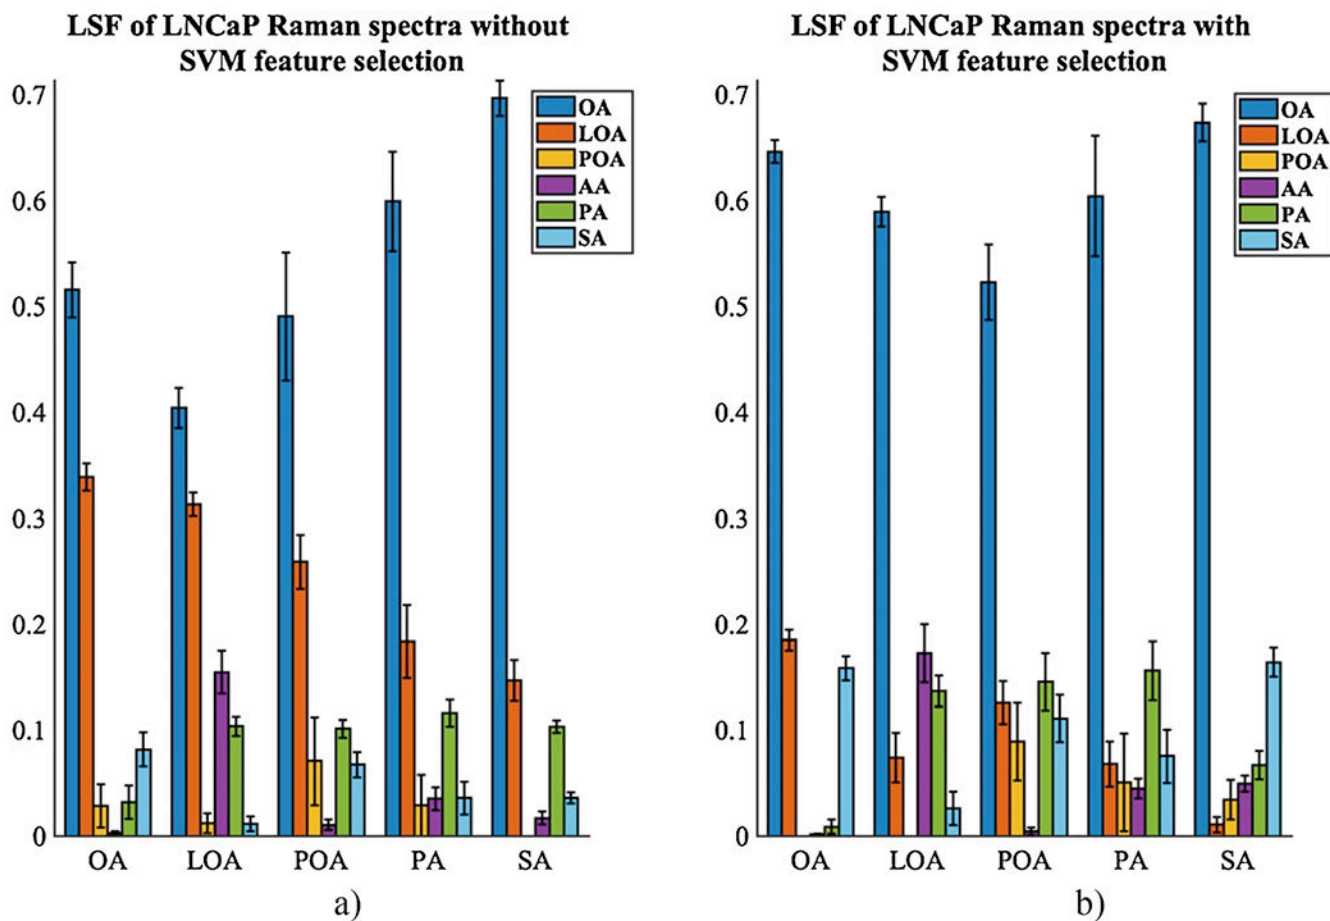 LSF of LNCaP Raman spectra without
SVM feature selection
0.7
0.6
0.5
0.4
0.3
0.2
0.1
0
OA
LOA
POA
AA
PA
SA
OA
LOA
POA
PA
SA
a)
LSF of LNCaP Raman spectra with
SVM feature selection
0.7
0.6
0.5
0.4
0.3
0.2
0.1
0
OA
LOA
POA
AA
PA
SA
OA
LOA
POA
PA
SA
b)